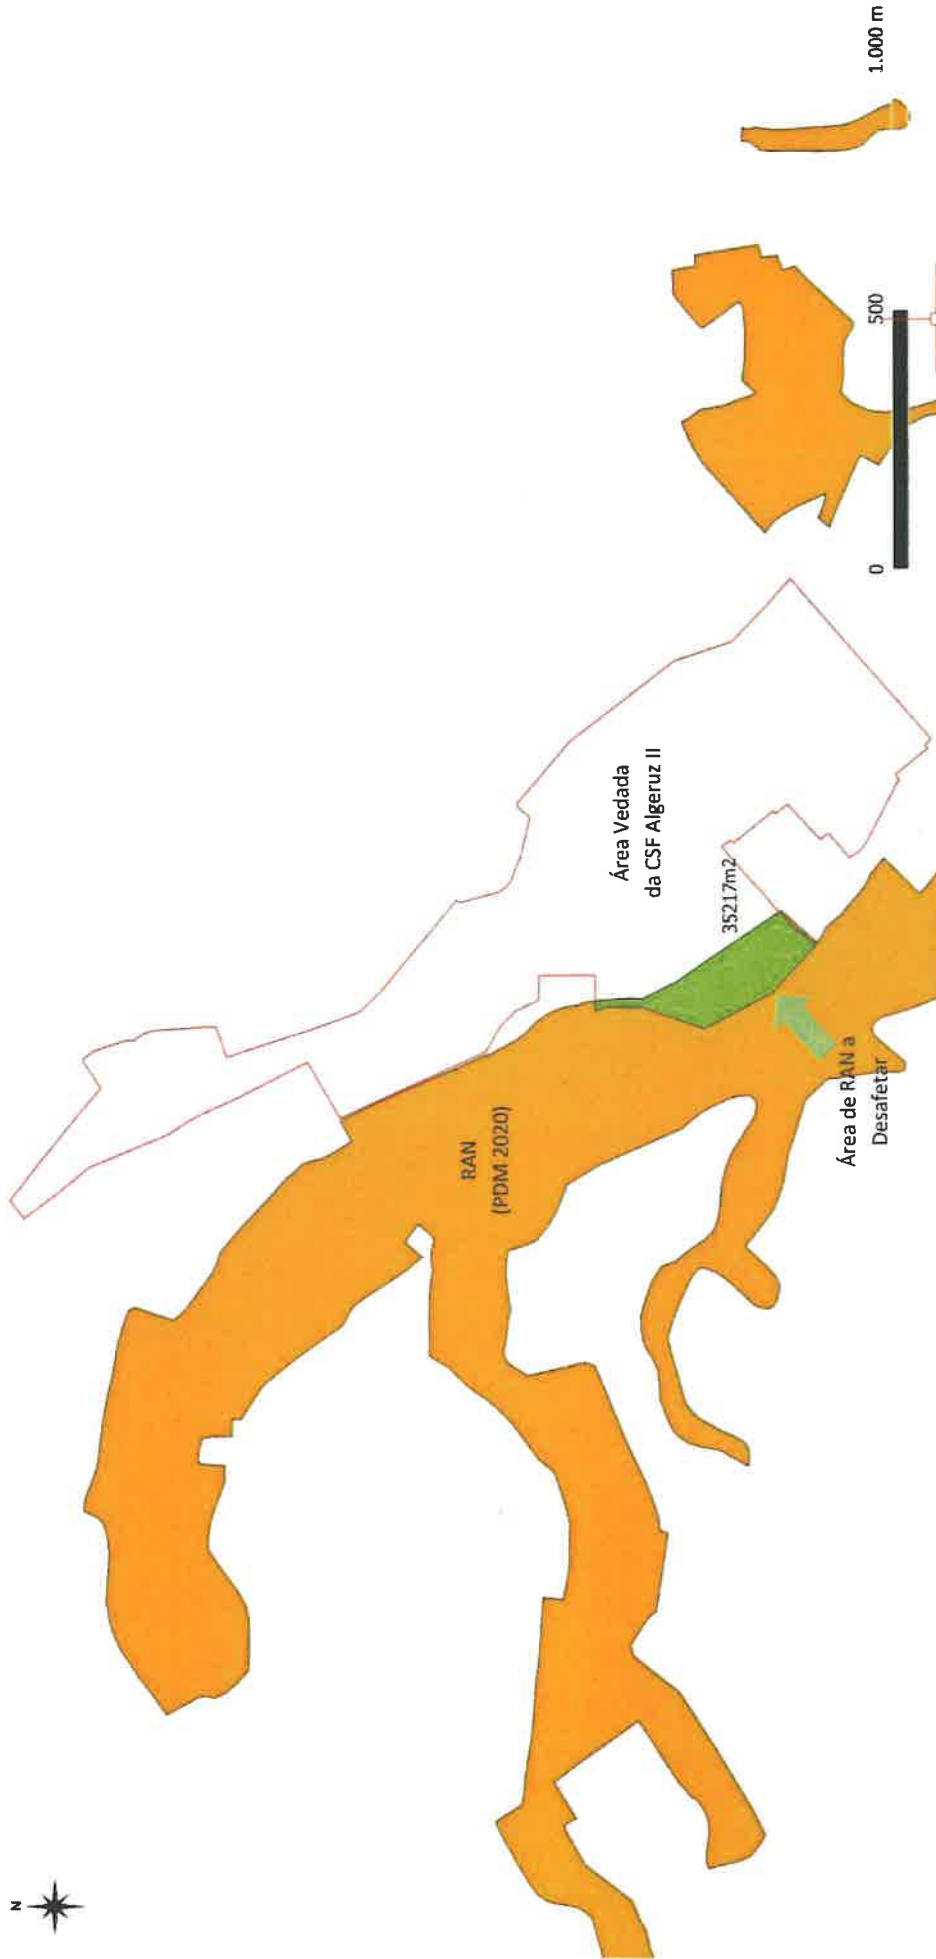 N
RAN
(PDM 2020)
Área Vedada
da CSF Algeruz II
35217m2
Área de RAN a
Desafetar
0
500
1.000 m